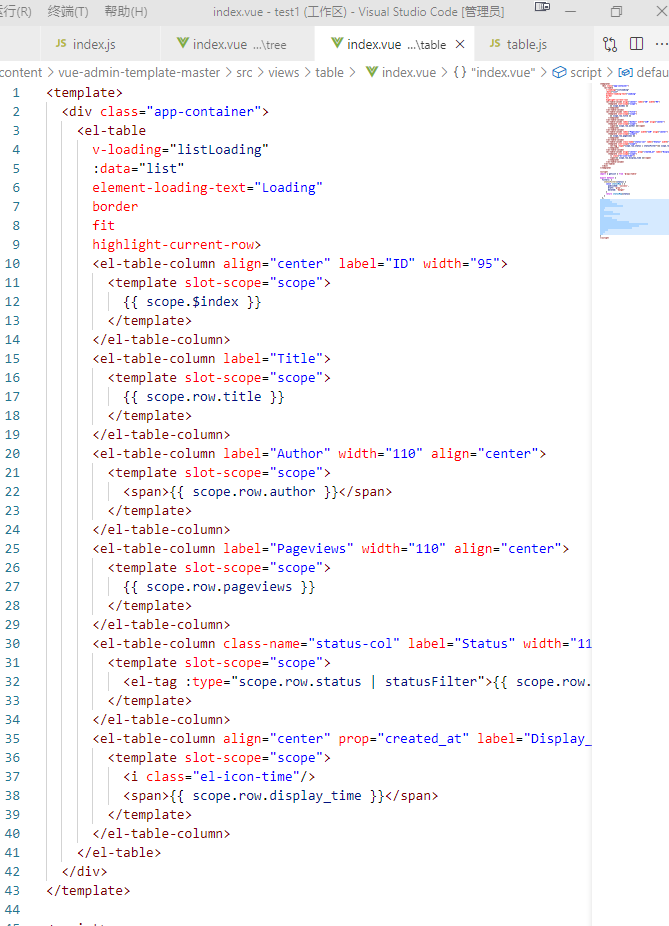 运行(R) 终端(T) 帮助(H) index.vue - test1 (工作区) - Visual Studio Code [管理员]
JS index.js index.vue ...\tree index.vue ...\table JS table.js
content > vue-admin-template-master > src > views > table > index.vue > {} "index.vue" > script > defau
1 <template>
2 <div class="app-container">
3 <el-table
4 v-loading="listLoading"
5 :data="list"
6 element-loading-text="Loading"
7 border
8 fit
9 highlight-current-row>
10 <el-table-column align="center" label="ID" width="95">
11 <template slot-scope="scope">
12 {{ scope.$index }}
13 </template>
14 </el-table-column>
15 <el-table-column label="Title">
16 <template slot-scope="scope">
17 {{ scope.row.title }}
18 </template>
19 </el-table-column>
20 <el-table-column label="Author" width="110" align="center">
21 <template slot-scope="scope">
22 <span>{{ scope.row.author }}</span>
23 </template>
24 </el-table-column>
25 <el-table-column label="Pageviews" width="110" align="center">
26 <template slot-scope="scope">
27 {{ scope.row.pageviews }}
28 </template>
29 </el-table-column>
30 <el-table-column class-name="status-col" label="Status" width="11
31 <template slot-scope="scope">
32 <el-tag :type="scope.row.status | statusFilter">{{ scope.row.
33 </template>
34 </el-table-column>
35 <el-table-column align="center" prop="created_at" label="Display_
36 <template slot-scope="scope">
37 <i class="el-icon-time"/>
38 <span>{{ scope.row.display_time }}</span>
39 </template>
40 </el-table-column>
41 </el-table>
42 </div>
43 </template>
44